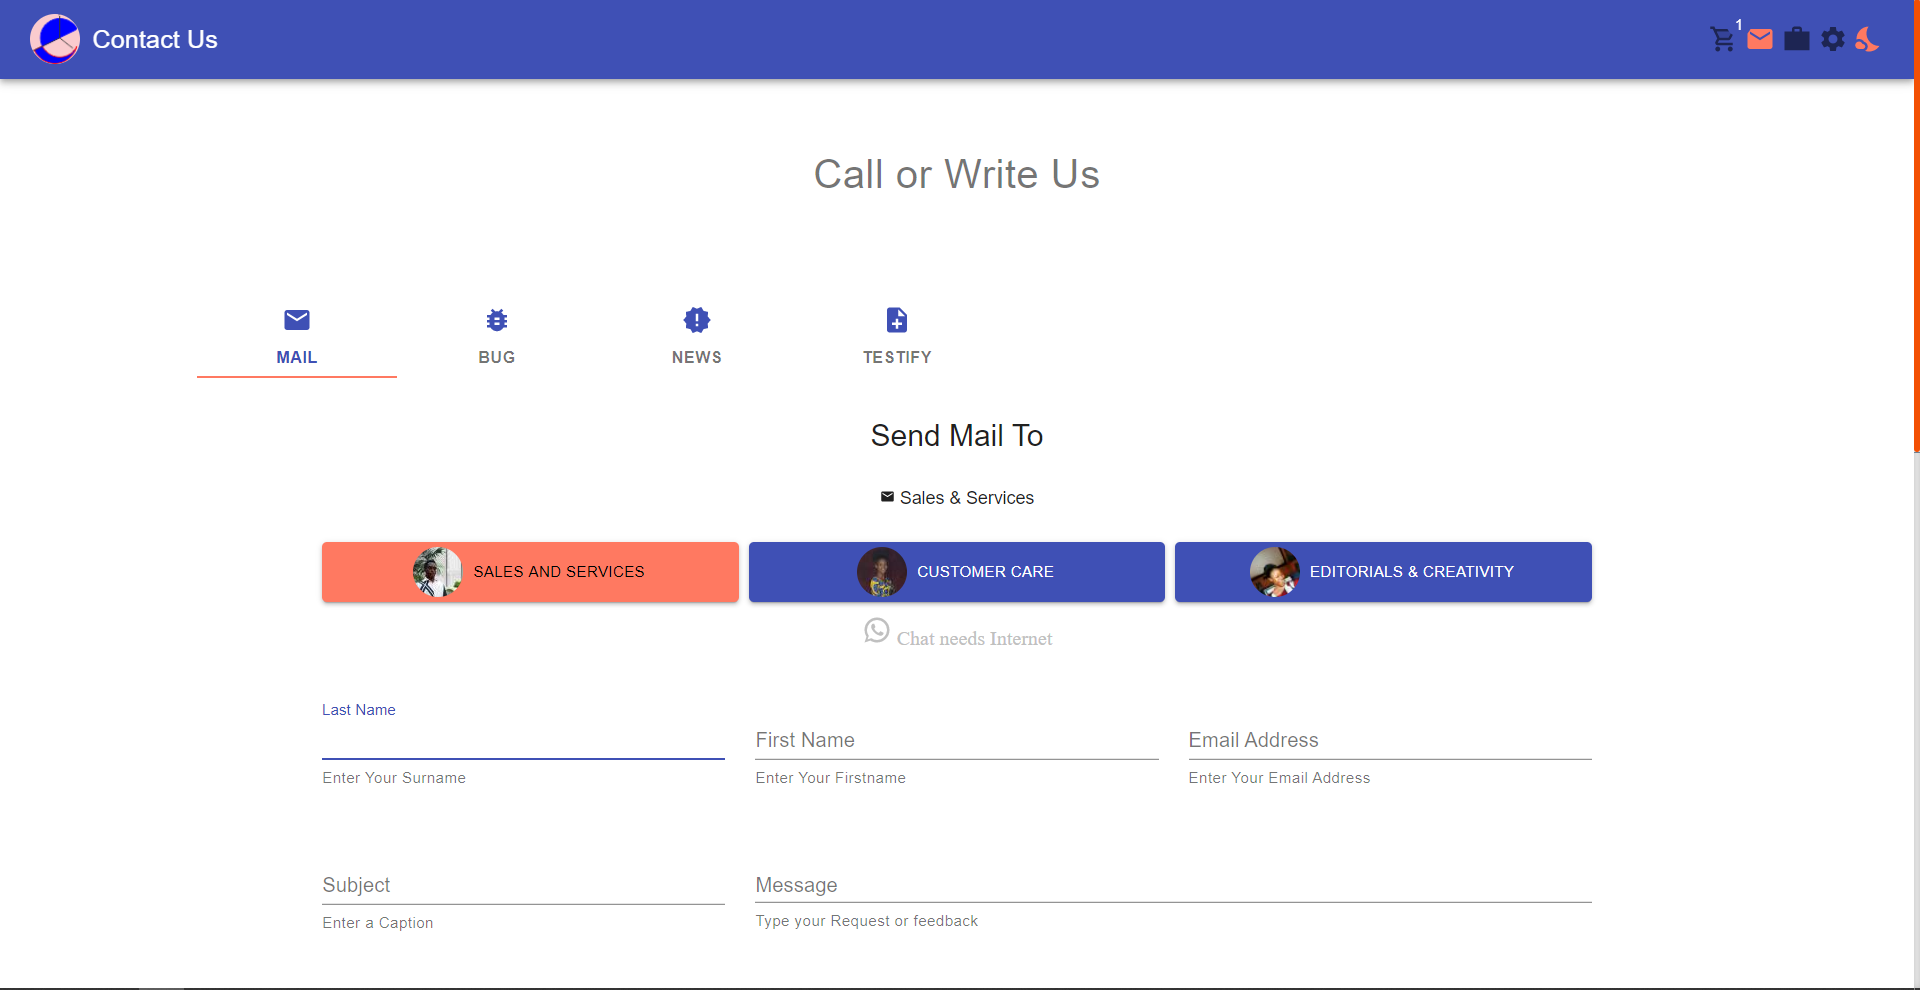 Contact Us
1
Call or Write Us
MAIL
BUG
NEWS
TESTIFY
Send Mail To
Sales & Services
SALES AND SERVICES
CUSTOMER CARE
EDITORIALS & CREATIVITY
Chat needs Internet
Last Name
First Name
Email Address
Enter Your Surname
Enter Your Firstname
Enter Your Email Address
Subject
Message
Enter a Caption
Type your Request or feedback